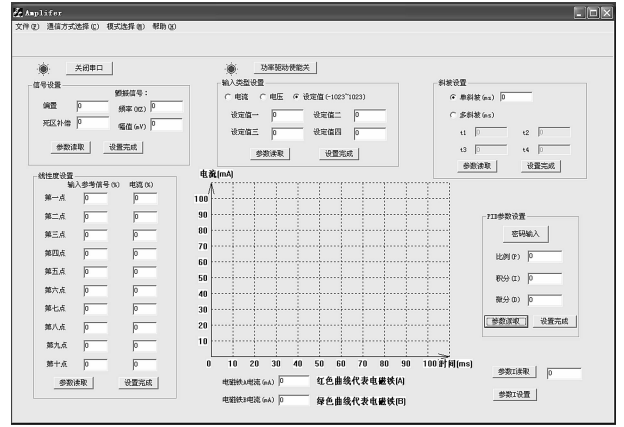 Amplifer
文件(F) 通信方式选择(C) 模式选择(M) 帮助(X)
关闭串口
功率驱动使能关
信号设置
颤振信号：
偏置 0 频率(HZ) 0
死区补偿 0 幅值(mV) 0
参数读取 设置完成
输入类型设置
电流 电压 设定值(-1023~1023)
设定值一 0 设定值二 0
设定值三 0 设定值四 0
参数读取 设置完成
斜坡设置
单斜坡(ms) 0
多斜坡(ms)
t1 0 t2 0
t3 0 t4 0
参数读取 设置完成
线性度设置
输入参考信号(%) 电流(%)
第一点 0 0
第二点 0 0
第三点 0 0
第四点 0 0
第五点 0 0
第六点 0 0
第七点 0 0
第八点 0 0
第九点 0 0
第十点 0 0
参数读取 设置完成
电流(mA)
100
90
80
70
60
50
40
30
20
10
0 10 20 30 40 50 60 70 80 90 100 时间(ms)
电磁铁A电流(mA) 0 红色曲线代表电磁铁(A)
电磁铁B电流(mA) 0 绿色曲线代表电磁铁(B)
PID参数设置
密码输入
比例(P) 0
积分(I) 0
微分(D) 0
参数读取 设置完成
参数I读取 0
参数I设置